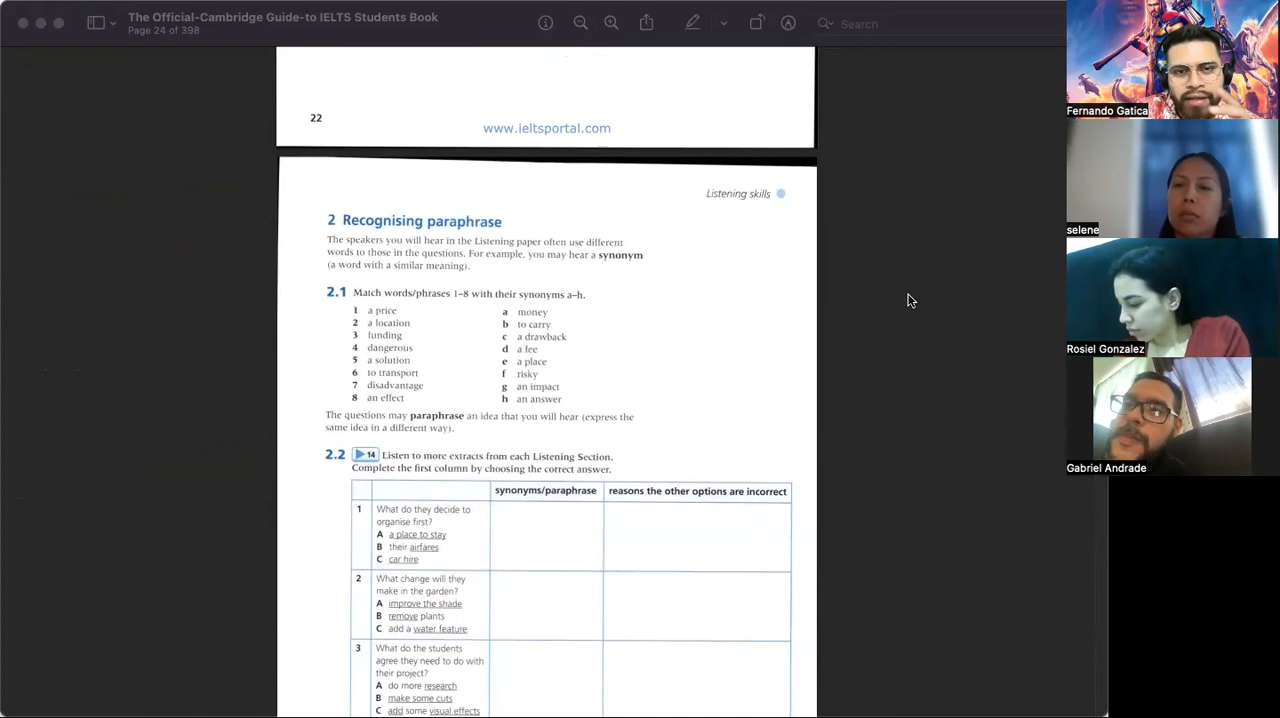 The Official-Cambridge Guide-to IELTS Students Book
Page 24 of 398
Search
22
www.ieltsportal.com
Listening skills
2 Recognising paraphrase
The speakers you will hear in the Listening paper often use different
words to those in the questions. For example, you may hear a synonym
(a word with a similar meaning).
2.1 Match words/phrases 1–8 with their synonyms a–h.
1 a price
2 a location
3 funding
4 dangerous
5 a solution
6 to transport
7 disadvantage
8 an effect
a money
b to carry
c a drawback
d a fee
e a place
f risky
g an impact
h an answer
The questions may paraphrase an idea that you will hear (express the
same idea in a different way).
2.2 14 Listen to more extracts from each Listening Section.
Complete the first column by choosing the correct answer.
synonyms/paraphrase
reasons the other options are incorrect
1 What do they decide to
organise first?
A a place to stay
B their airfares
C car hire
2 What change will they
make in the garden?
A improve the shade
B remove plants
C add a water feature
3 What do the students
agree they need to do with
their project?
A do more research
B make some cuts
C add some visual effects
Fernando Gatica
selene
Rosiel Gonzalez
Gabriel Andrade